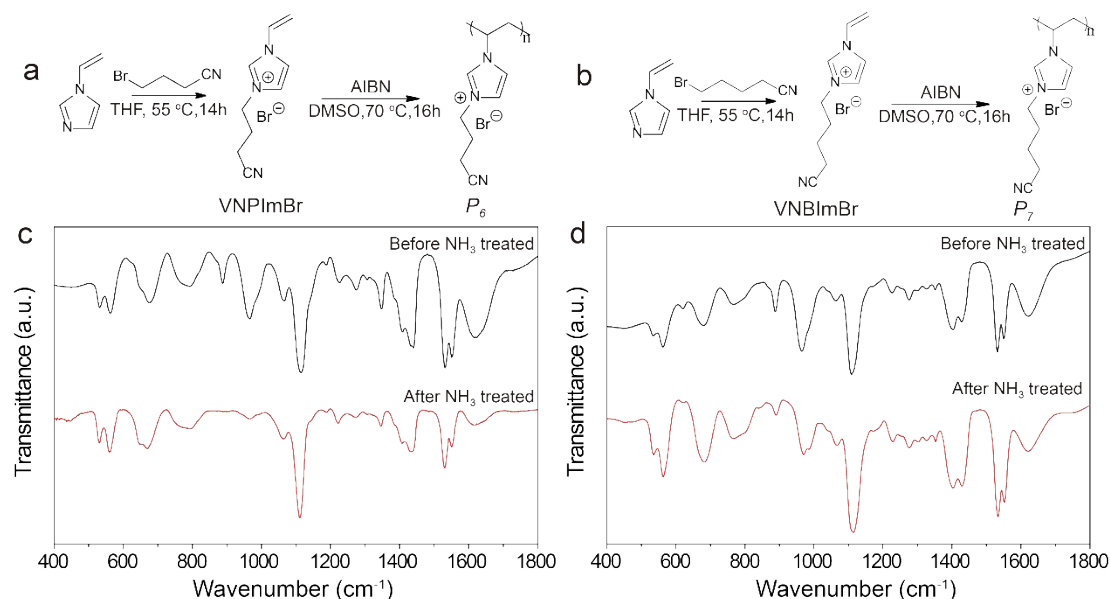 a
N
N
Br
CN
THF, 55 °C,14h
N
⊕
N
Br⊖
CN
VNPImBr
AIBN
DMSO,70 °C,16h
n
N
⊕
N
Br⊖
CN
P6
b
N
N
Br
CN
THF, 55 °C,14h
N
⊕
N
Br⊖
NC
VNBImBr
AIBN
DMSO,70 °C,16h
n
N
⊕
N
Br⊖
NC
P7
c
Before NH3 treated
After NH3 treated
Transmittance (a.u.)
400 600 800 1000 1200 1400 1600 1800
Wavenumber (cm-1)
d
Before NH3 treated
After NH3 treated
Transmittance (a.u.)
400 600 800 1000 1200 1400 1600 1800
Wavenumber (cm-1)